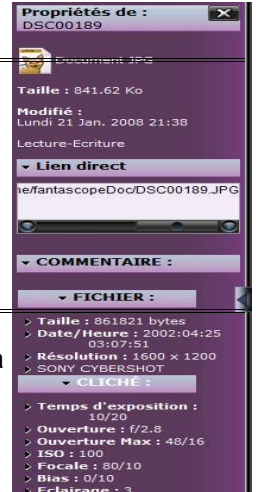 Propriétés de :
DSC00189
Document JPG
Taille : 841.62 Ko
Modifié :
Lundi 21 Jan. 2008 21:38
Lecture-Ecriture
Lien direct
ne/fantascopeDoc/DSC00189.JPG
COMMENTAIRE :
FICHIER :
Taille : 861821 bytes
Date/Heure : 2002:04:25
03:07:51
Résolution : 1600 x 1200
SONY CYBERSHOT
CLICHÉ :
Temps d'exposition :
10/20
Ouverture : f/2.8
Ouverture Max : 48/16
ISO : 100
Focale : 80/10
Bias : 0/10
Eclairage : 3